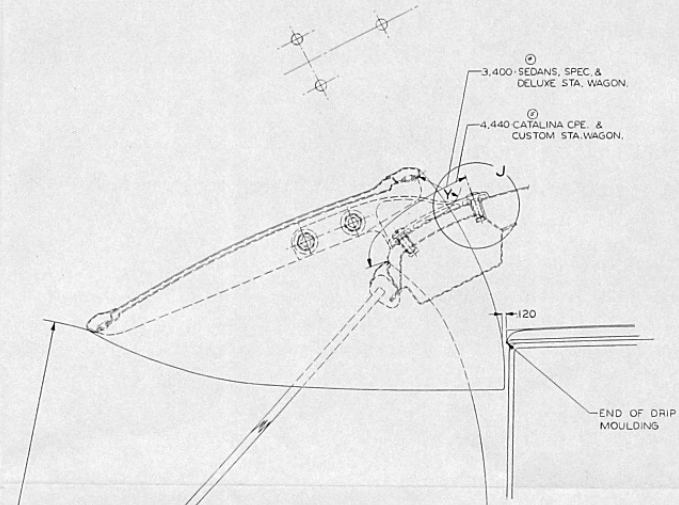 3,400-SEDANS, SPEC. &
DELUXE STA. WAGON.
4,440-CATALINA CPE. &
CUSTOM STA.WAGON.
J
Y
.120
END OF DRIP
MOULDING